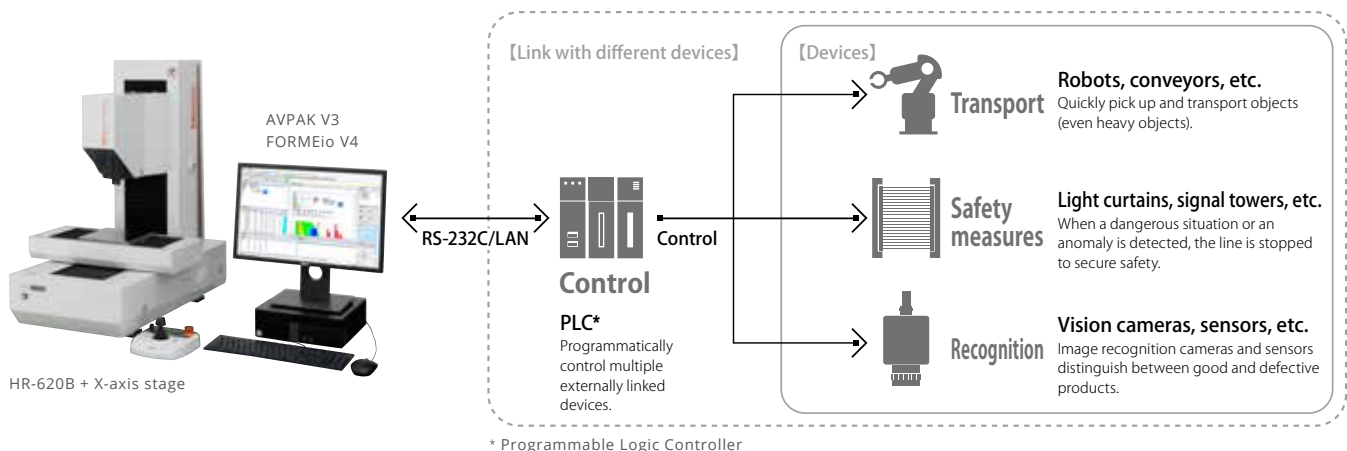 【Link with different devices】
【Devices】
AVPAK V3
FORMEio V4
HR-620B + X-axis stage
RS-232C/LAN
Control
PLC*
Programmatically
control multiple
externally linked
devices.
Control
Transport
Robots, conveyors, etc.
Quickly pick up and transport objects
(even heavy objects).
Safety
measures
Light curtains, signal towers, etc.
When a dangerous situation or an
anomaly is detected, the line is stopped
to secure safety.
Recognition
Vision cameras, sensors, etc.
Image recognition cameras and sensors
distinguish between good and defective
products.
* Programmable Logic Controller